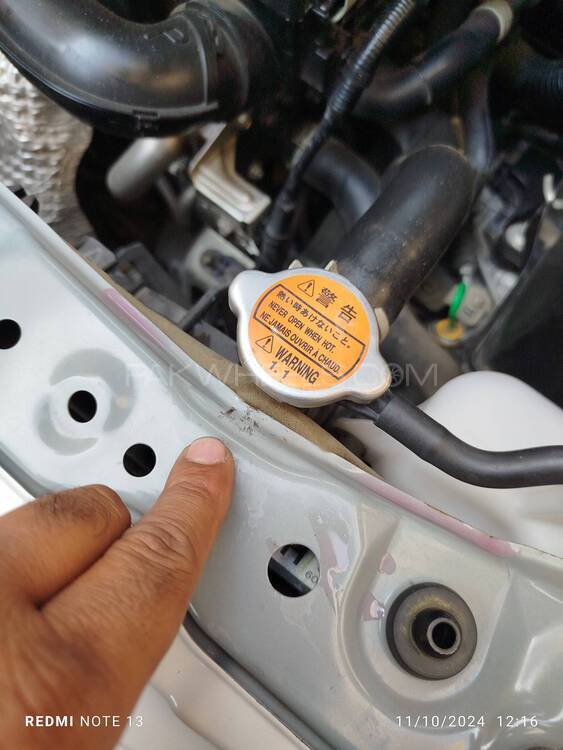 警告
熱い時あけないこと。
NEVER OPEN WHEN HOT.
NE JAMAIS OUVRIR À CHAUD.
WARNING
1.1
PAKWHEELS.COM
60
REDMI NOTE 13
11/10/2024 12:16